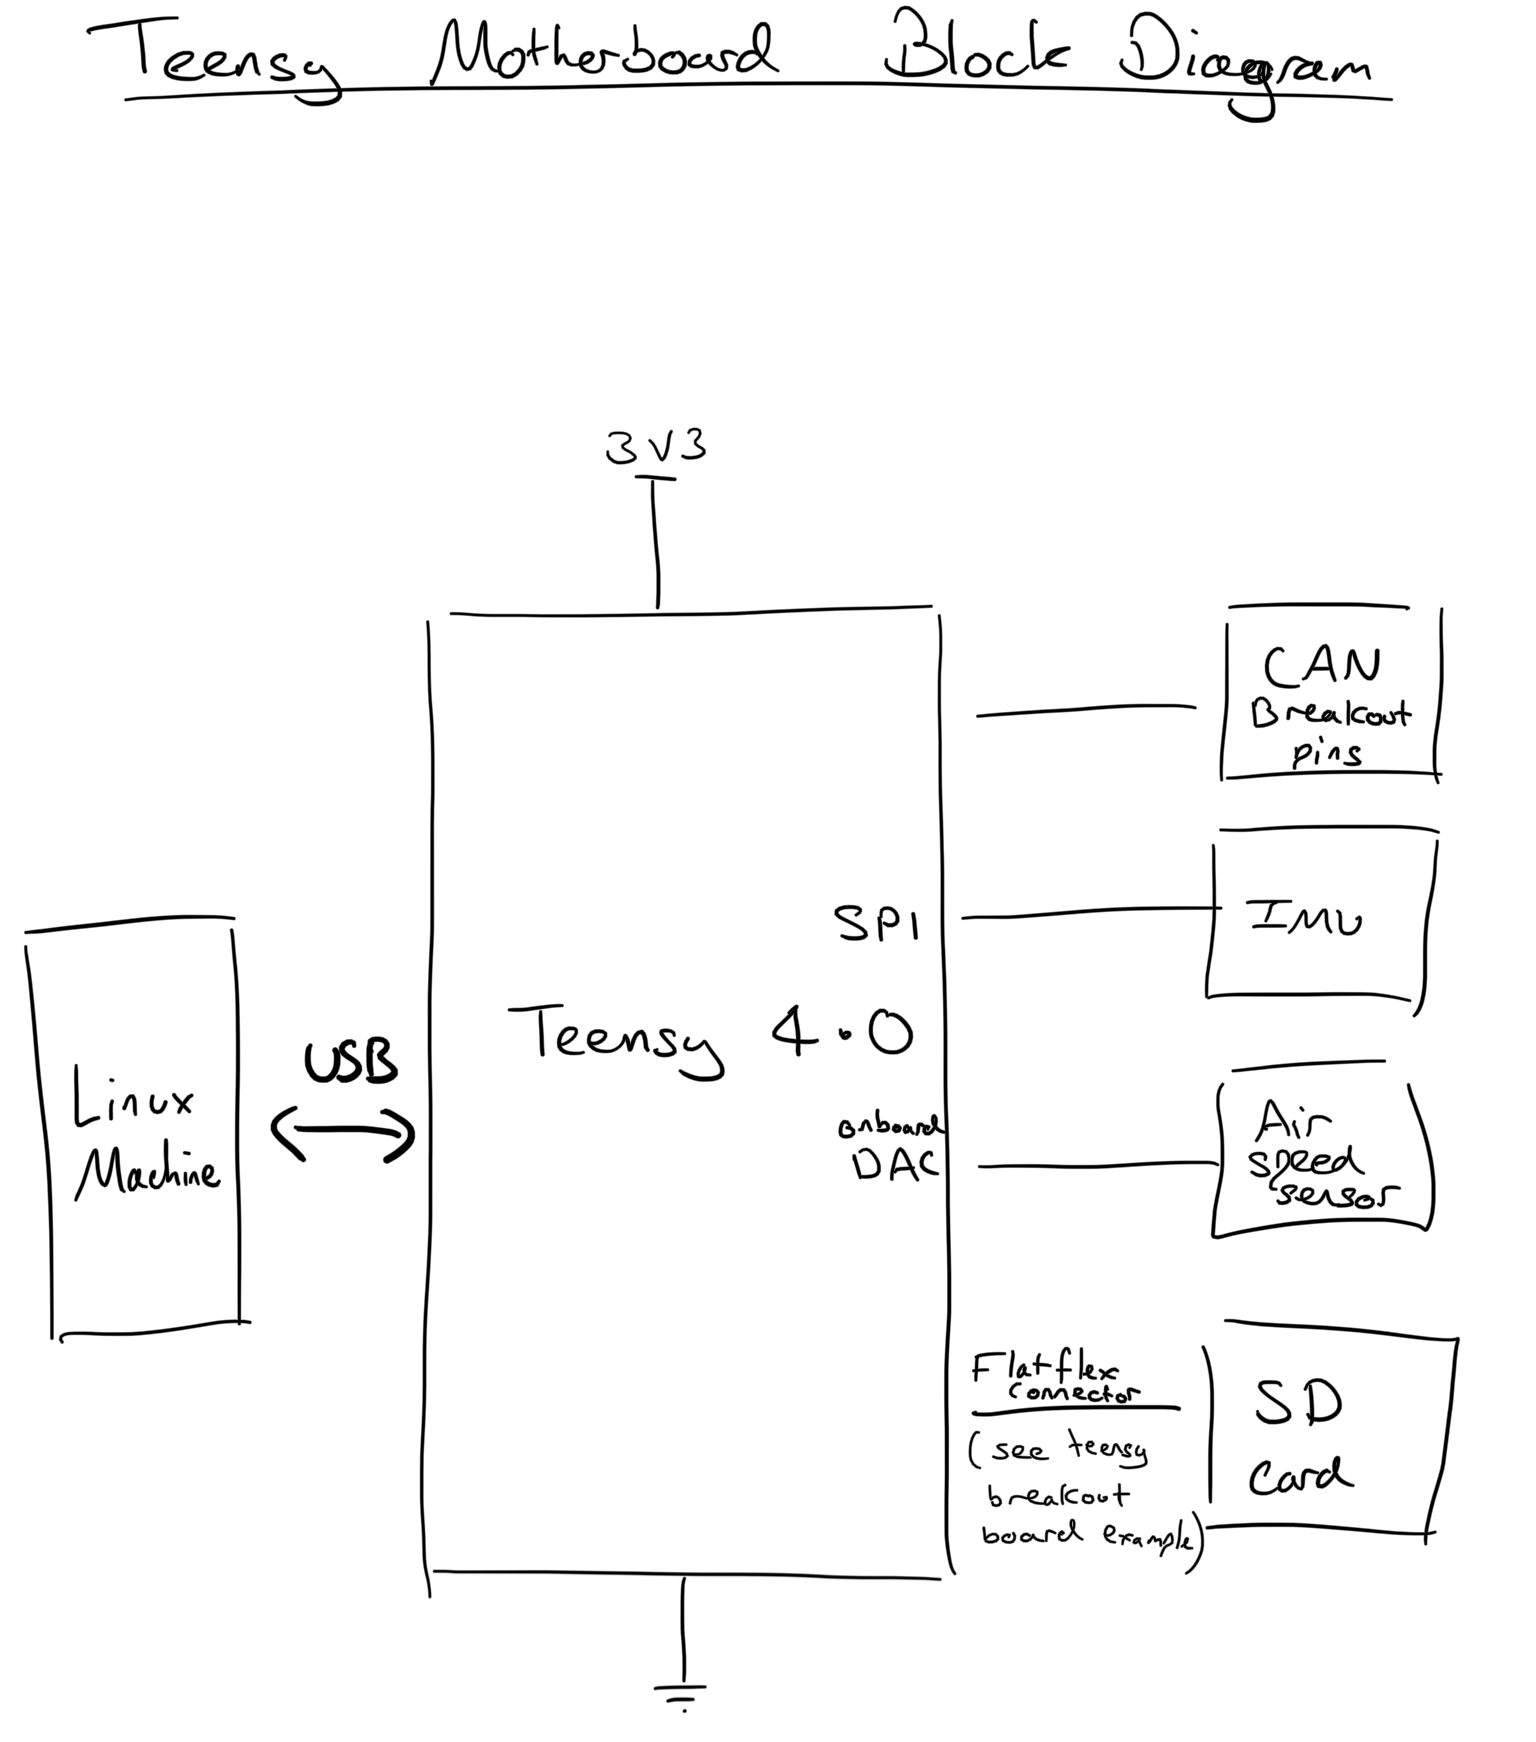 Teensy Motherboard Block Diagram
3V3
CAN
Breakout
pins
SPI
IMU
Teensy 4.0
USB
Linux
Machine
onboard
DAC
Air
speed
sensor
Flatflex
connector
(see teensy
breakout
board example)
SD
Card